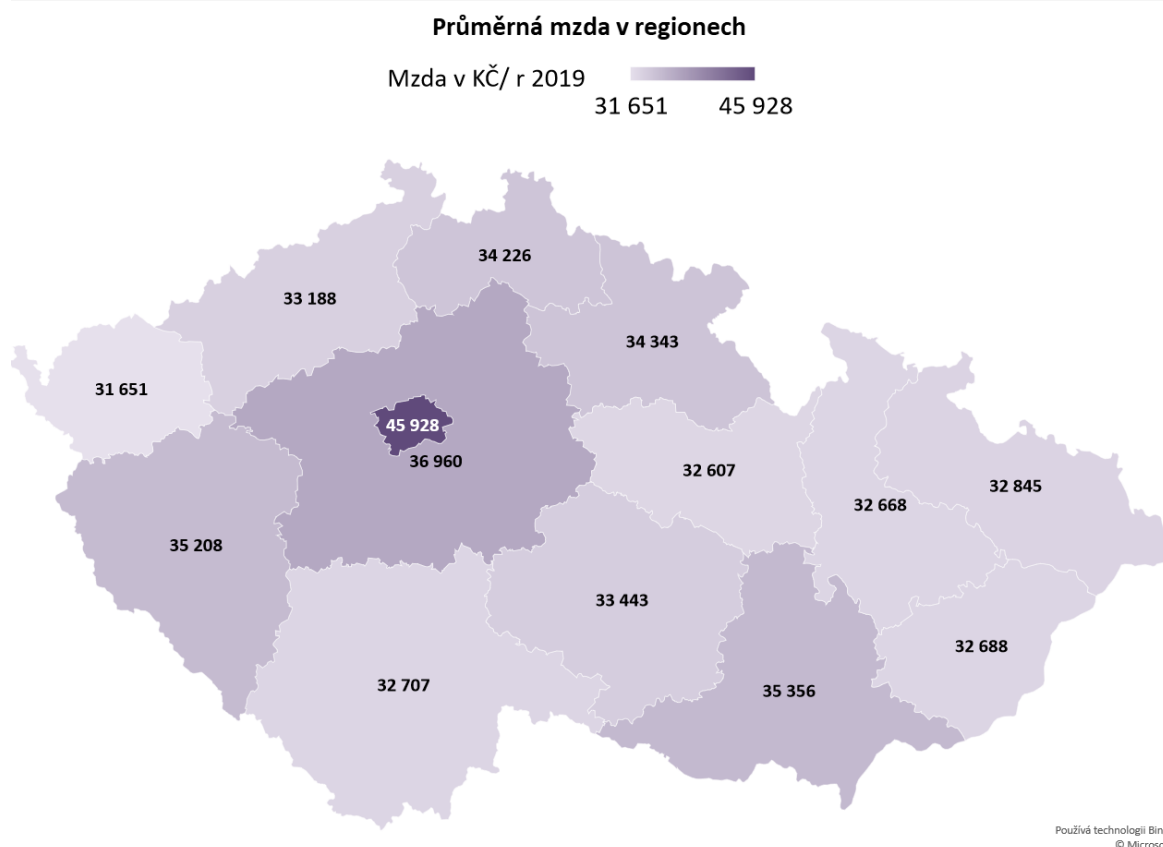 Průměrná mzda v regionech
Mzda v KČ/ r 2019
31 651 45 928
34 226
33 188
34 343
31 651
45 928
36 960
32 607
32 845
32 668
35 208
33 443
32 688
32 707
35 356
Používá technologii Bin
© Microso